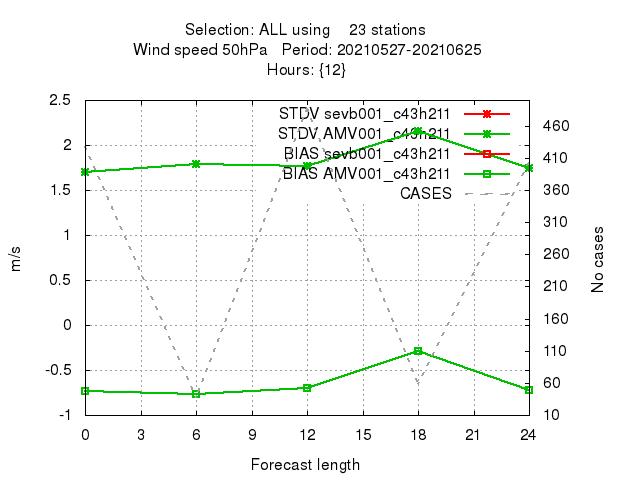 Selection: ALL using 23 stations
Wind speed 50hPa Period: 20210527-20210625
Hours: {12}
STDV sevb001_c43h211
STDV AMV001_c43h211
BIAS sevb001_c43h211
BIAS AMV001_c43h211
CASES
2.5
2
1.5
1
0.5
0
-0.5
-1
m/s
460
410
360
310
260
210
160
110
60
10
No cases
0 3 6 9 12 15 18 21 24
Forecast length